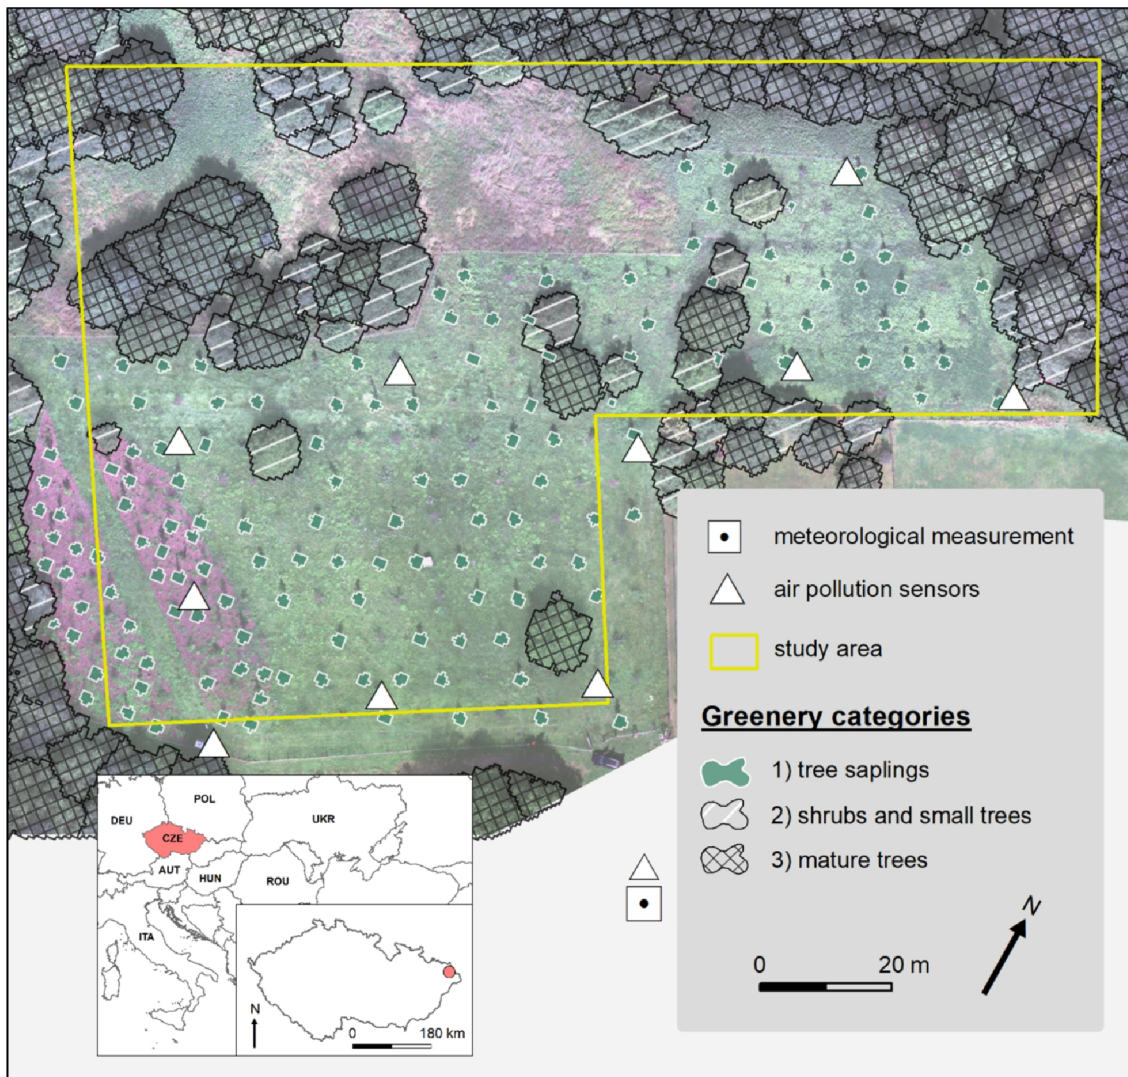 meteorological measurement
air pollution sensors
study area
Greenery categories
1) tree saplings
2) shrubs and small trees
3) mature trees
N
0 20 m
POL
DEU
UKR
CZE
AUT
HUN
ROU
ITA
N
0 180 km